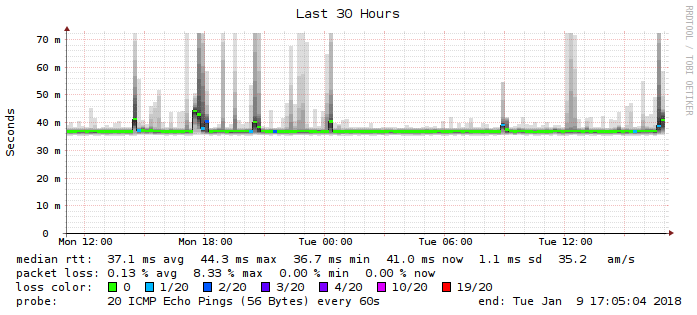 Last 30 Hours
RRDTOOL / TOBI OETIKER
Seconds
70 m
60 m
50 m
40 m
30 m
20 m
10 m
0
Mon 12:00 Mon 18:00 Tue 00:00 Tue 06:00 Tue 12:00
median rtt: 37.1 ms avg 44.3 ms max 36.7 ms min 41.0 ms now 1.1 ms sd 35.2 am/s
packet loss: 0.13 % avg 8.33 % max 0.00 % min 0.00 % now
loss color: 0 1/20 2/20 3/20 4/20 10/20 19/20
probe: 20 ICMP Echo Pings (56 Bytes) every 60s end: Tue Jan 9 17:05:04 2018